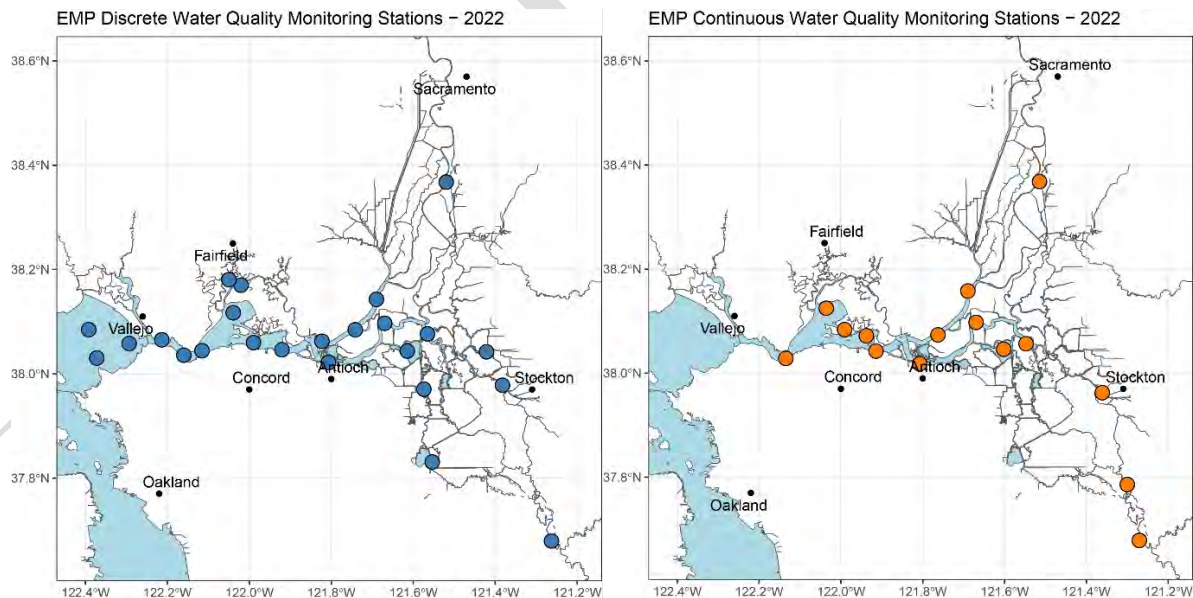 EMP Discrete Water Quality Monitoring Stations − 2022
38.6°N
38.4°N
38.2°N
38.0°N
37.8°N
Sacramento
Fairfield
Vallejo
Antioch
Concord
Stockton
Oakland
122.4°W
122.2°W
122.0°W
121.8°W
121.6°W
121.4°W
121.2°W
EMP Continuous Water Quality Monitoring Stations − 2022
38.6°N
38.4°N
38.2°N
38.0°N
37.8°N
Sacramento
Fairfield
Vallejo
Antioch
Concord
Stockton
Oakland
122.4°W
122.2°W
122.0°W
121.8°W
121.6°W
121.4°W
121.2°W